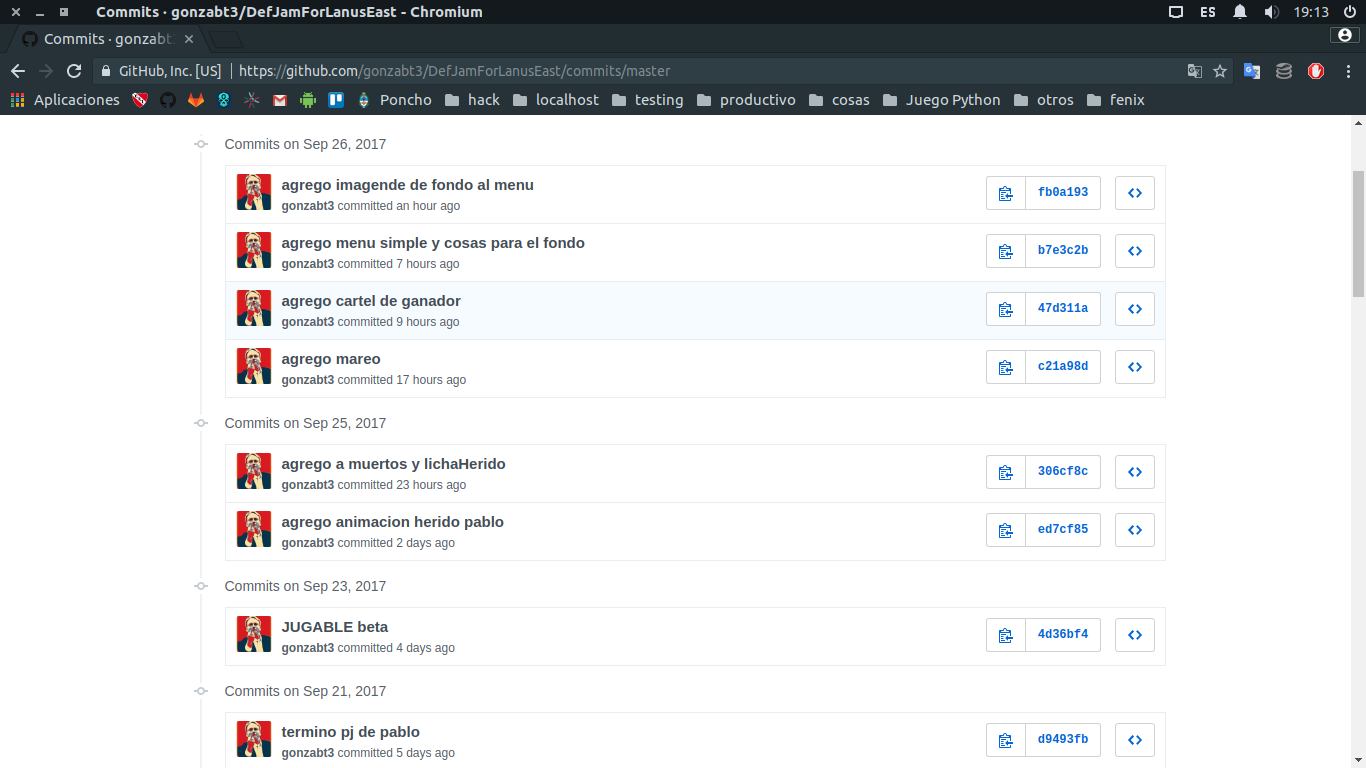 Commits · gonzabt3/DefJamForLanusEast - Chromium
ES
19:13
Commits · gonzabt3
GitHub, Inc. [US]
https://github.com/gonzabt3/DefJamForLanusEast/commits/master
Aplicaciones
Poncho
hack
localhost
testing
productivo
cosas
Juego Python
otros
fenix
Commits on Sep 26, 2017
agrego imagende de fondo al menu
gonzabt3 committed an hour ago
fb0a193
agrego menu simple y cosas para el fondo
gonzabt3 committed 7 hours ago
b7e3c2b
agrego cartel de ganador
gonzabt3 committed 9 hours ago
47d311a
agrego mareo
gonzabt3 committed 17 hours ago
c21a98d
Commits on Sep 25, 2017
agrego a muertos y lichaHerido
gonzabt3 committed 23 hours ago
306cf8c
agrego animacion herido pablo
gonzabt3 committed 2 days ago
ed7cf85
Commits on Sep 23, 2017
JUGABLE beta
gonzabt3 committed 4 days ago
4d36bf4
Commits on Sep 21, 2017
termino pj de pablo
gonzabt3 committed 5 days ago
d9493fb